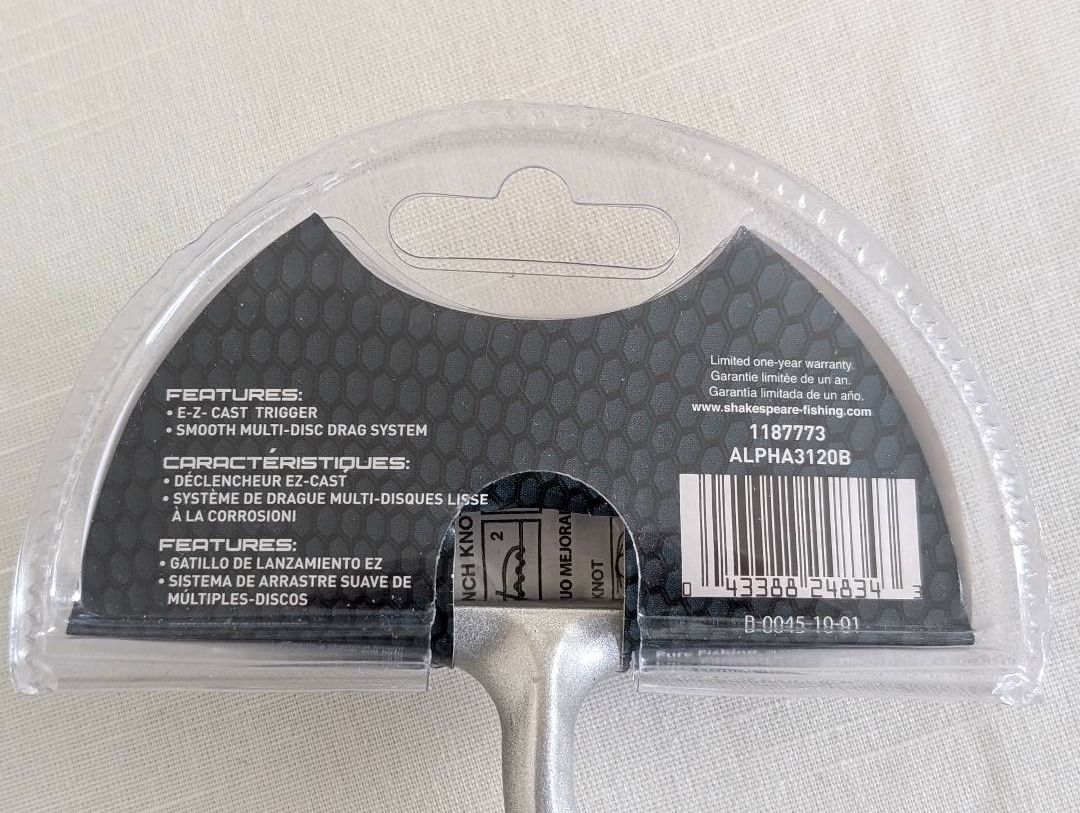 FEATURES:
• E-Z- CAST TRIGGER
• SMOOTH MULTI-DISC DRAG SYSTEM
CARACTÉRISTIQUES:
• DÉCLENCHEUR EZ-CAST
• SYSTÈME DE DRAGUE MULTI-DISQUES LISSE
À LA CORROSIONI
FEATURES:
• GATILLO DE LANZAMIENTO EZ
• SISTEMA DE ARRASTRE SUAVE DE
MÚLTIPLES-DISCOS
NCH KNO
2
UO MEJORA
KNOT
Limited one-year warranty.
Garantie limitée de un an.
Garantía limitada de un año.
www.shakespeare-fishing.com
1187773
ALPHA3120B
0 43388 24834 3
B-0045-10-01